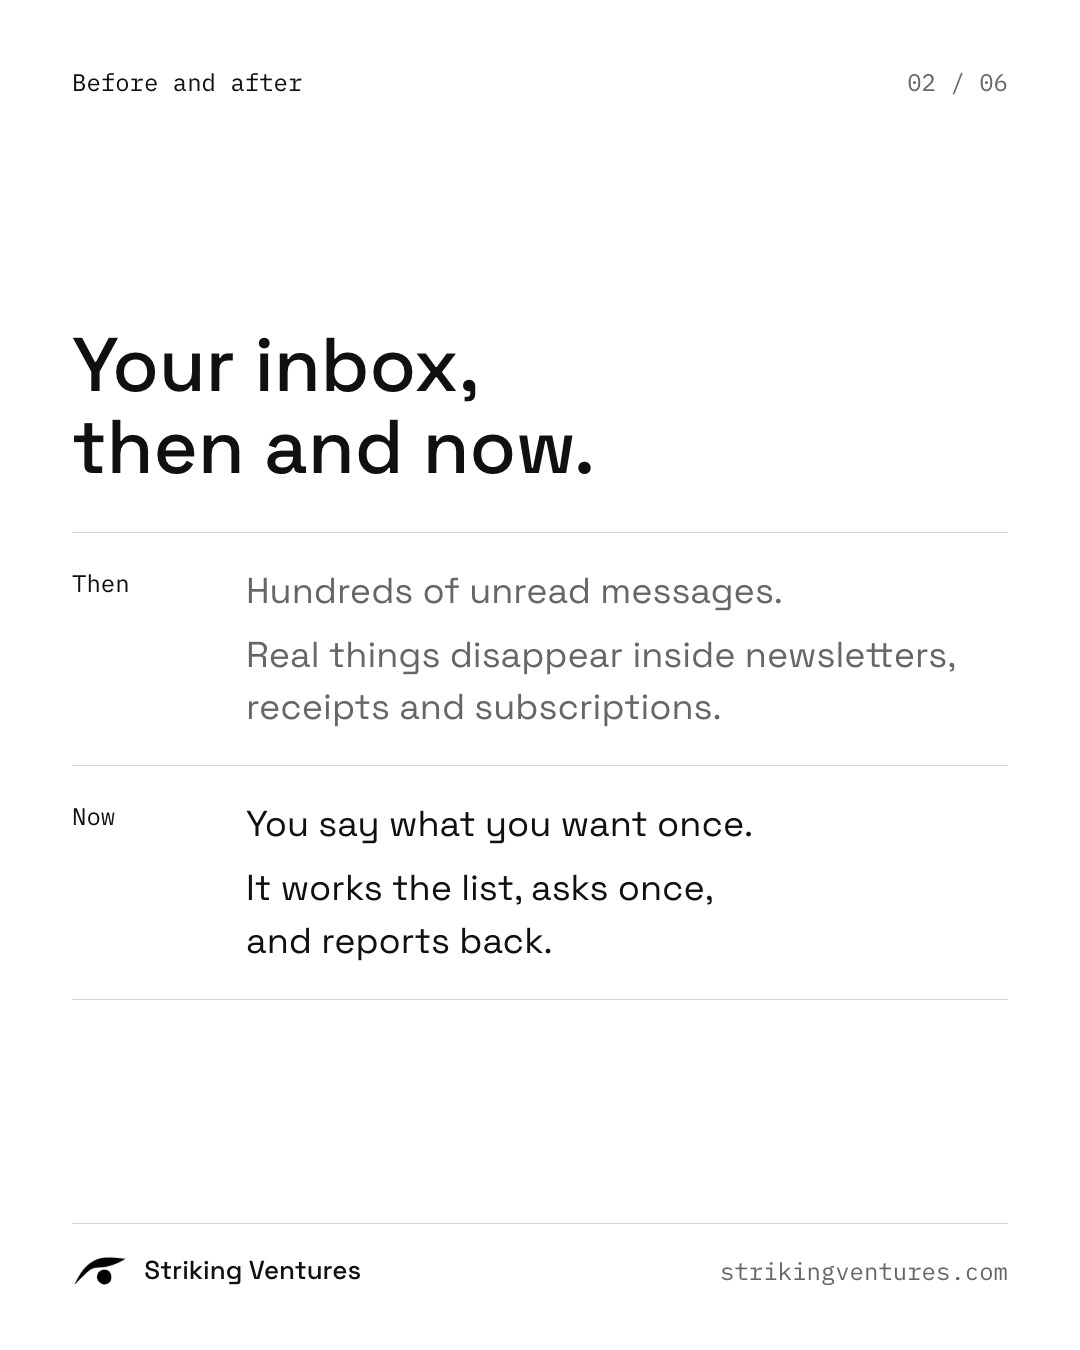 Before and after
02 / 06
Your inbox,
then and now.
Then
Hundreds of unread messages.
Real things disappear inside newsletters,
receipts and subscriptions.
Now
You say what you want once.
It works the list, asks once,
and reports back.
Striking Ventures
strikingventures.com